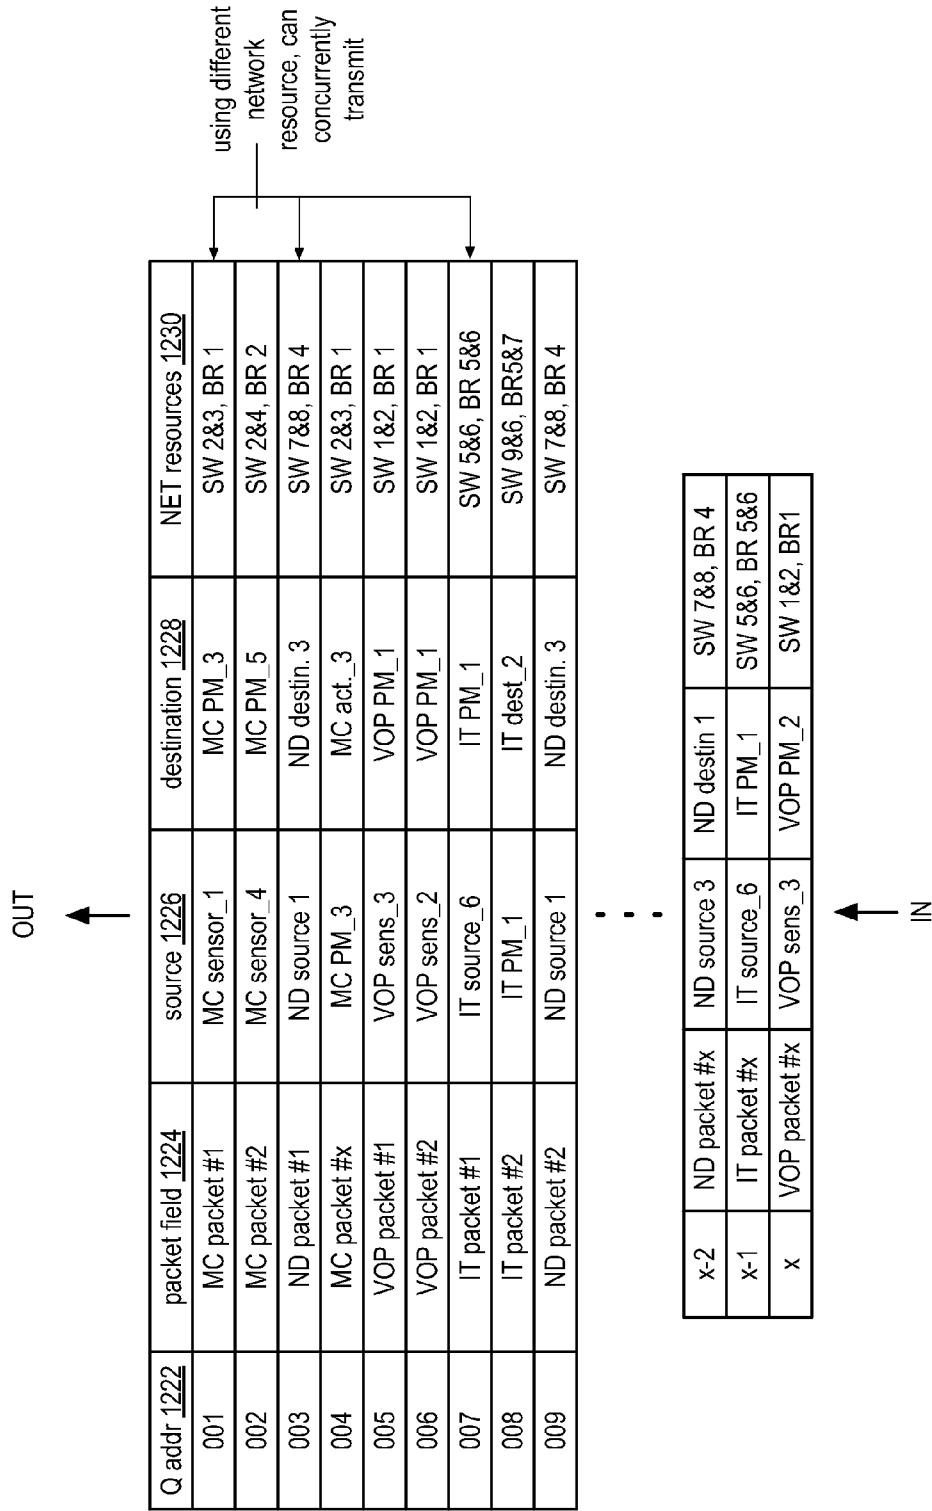 OUT
Q addr 1222 packet field 1224 source 1226 destination 1228 NET resources 1230
001 MC packet #1 MC sensor_1 MC PM_3 SW 2&3, BR 1
002 MC packet #2 MC sensor_4 MC PM_5 SW 2&4, BR 2
003 ND packet #1 ND source 1 ND destin. 3 SW 7&8, BR 4
004 MC packet #x MC PM_3 MC act._3 SW 2&3, BR 1
005 VOP packet #1 VOP sens_3 VOP PM_1 SW 1&2, BR 1
006 VOP packet #2 VOP sens_2 VOP PM_1 SW 1&2, BR 1
007 IT packet #1 IT source_6 IT PM_1 SW 5&6, BR 5&6
008 IT packet #2 IT PM_1 IT dest_2 SW 9&6, BR5&7
009 ND packet #2 ND source 1 ND destin. 3 SW 7&8, BR 4
using different
network
resource, can
concurrently
transmit
x-2 ND packet #x ND source 3 ND destin 1 SW 7&8, BR 4
x-1 IT packet #x IT source_6 IT PM_1 SW 5&6, BR 5&6
x VOP packet #x VOP sens_3 VOP PM_2 SW 1&2, BR1
IN